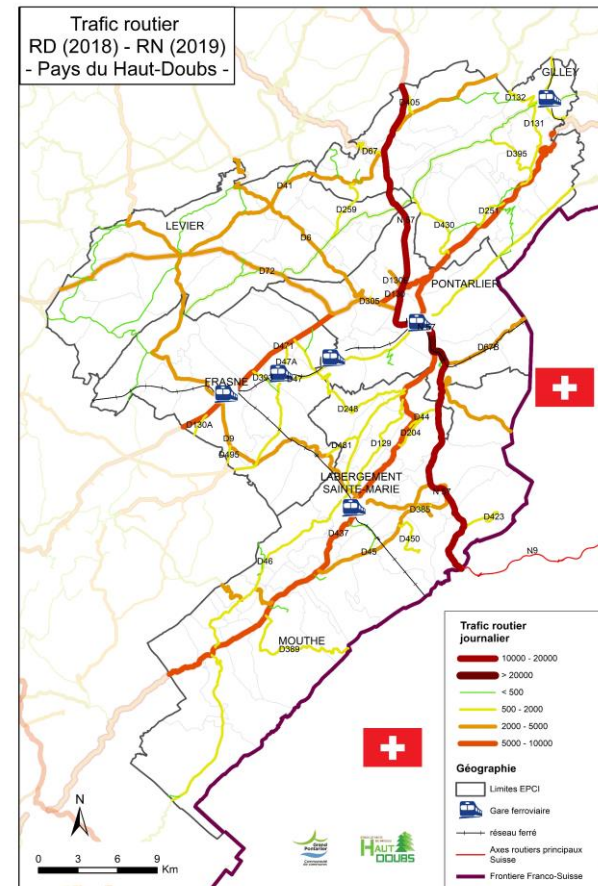 Trafic routier
RD (2018) - RN (2019)
- Pays du Haut-Doubs -
GILLEY
D405
D132
D131
D67
D395
D41
D259
N57
D251
D430
LEVIER
D6
D72
PONTARLIER
D305
N57
D471
D67B
D47A
D47
FRASNE
D248
D44
D130A
D204
D9
D129
D481
D495
LABERGEMENT
SAINTE-MARIE
D385
D423
D437
D450
N9
D45
D46
MOUTHE
D389
Trafic routier
journalier
10000 - 20000
> 20000
< 500
500 - 2000
2000 - 5000
5000 - 10000
Géographie
Limites EPCI
Gare ferroviaire
réseau ferré
Axes routiers principaux
Suisse
Frontiere Franco-Suisse
N
0 3 6 9
Km
Grand
Pontarlier
HAUT
DOUBS